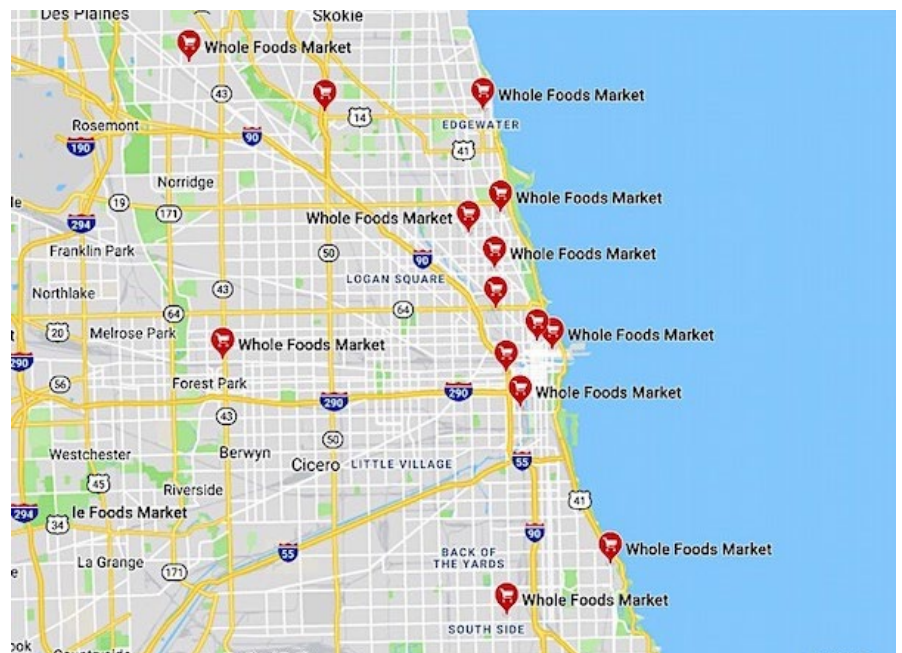 Des Plaines
Skokie
Whole Foods Market
43
14
Whole Foods Market
EDGEWATER
Rosemont
90
190
41
Norridge
19
171
Whole Foods Market
Whole Foods Market
294
Franklin Park
50
90
Whole Foods Market
LOGAN SQUARE
43
Northlake
64
64
20
Melrose Park
Whole Foods Market
Whole Foods Market
290
56
Forest Park
290
290
Whole Foods Market
43
50
Westchester
Berwyn
Cicero
LITTLE VILLAGE
55
45
Riverside
41
294
34
le Foods Market
90
55
La Grange
171
BACK OF
THE YARDS
Whole Foods Market
Whole Foods Market
SOUTH SIDE